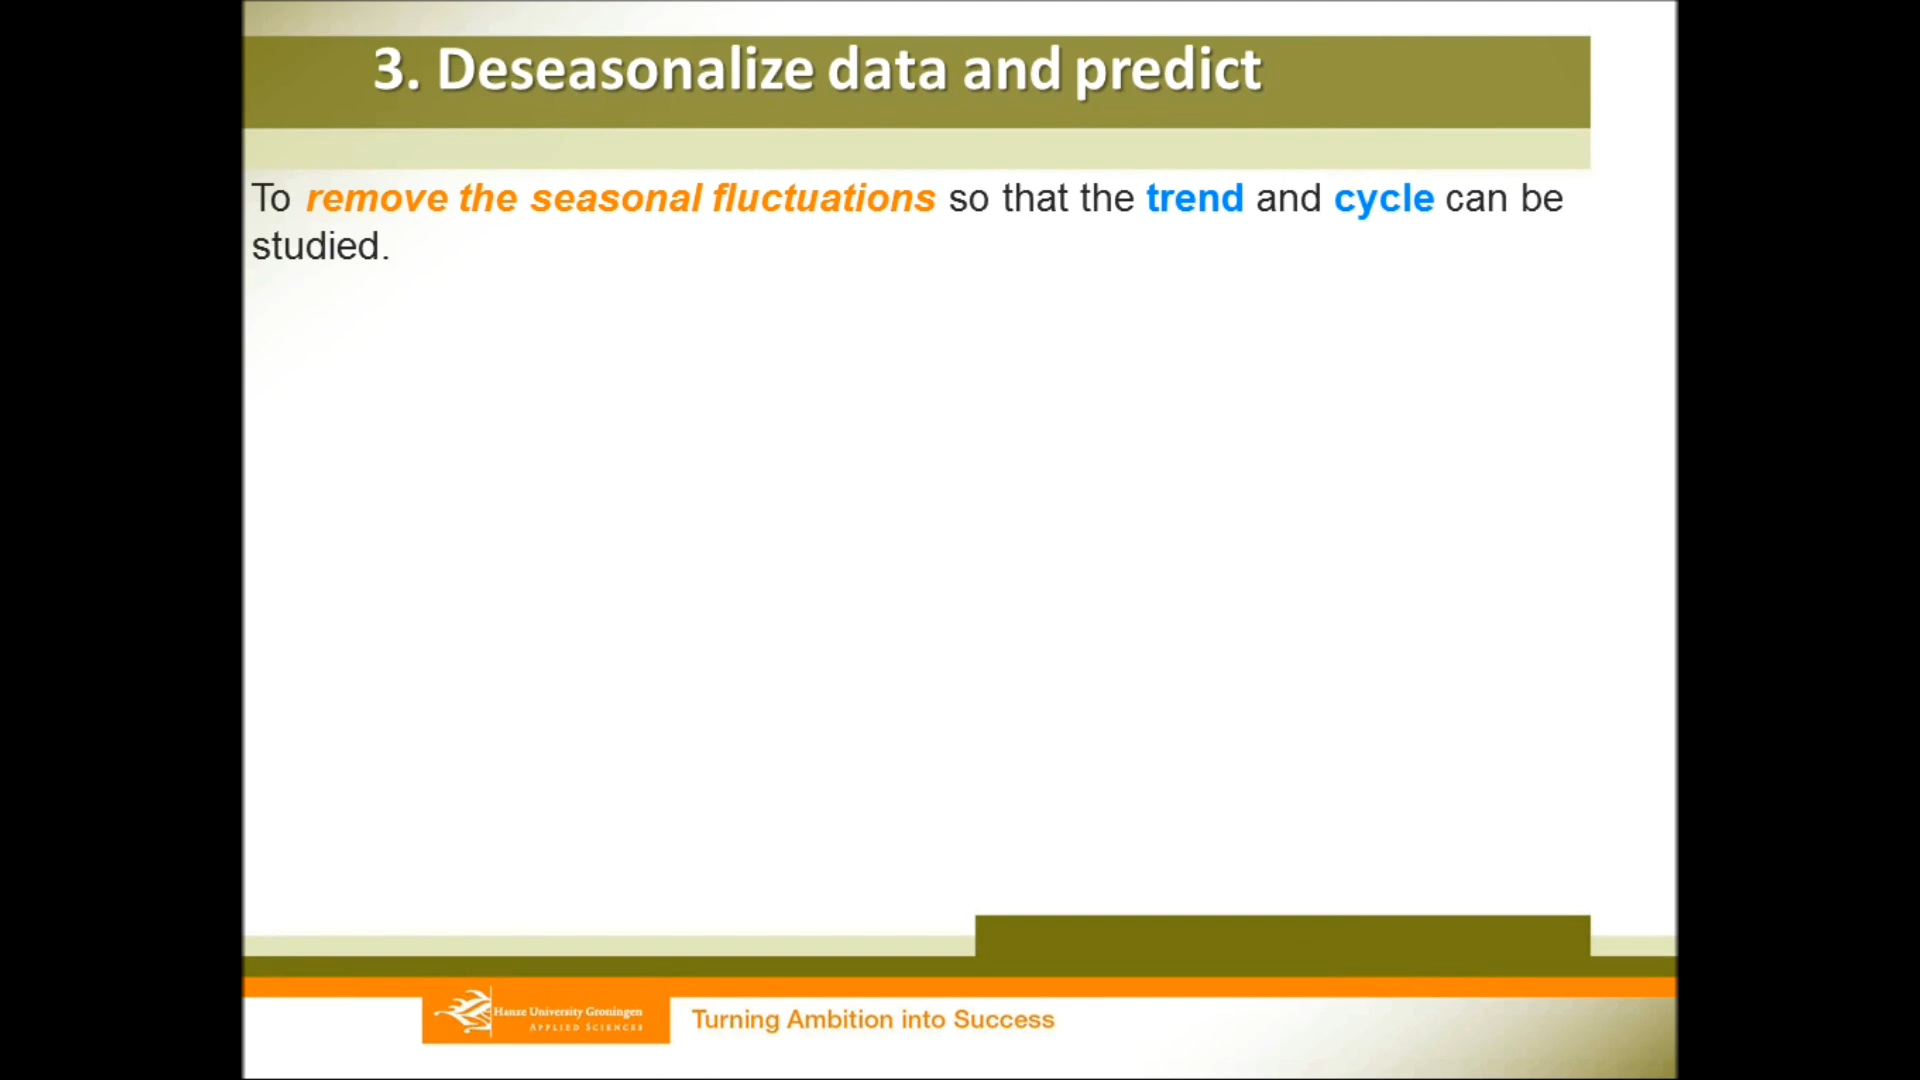 3. Deseasonalize data and predict
To remove the seasonal fluctuations so that the trend and cycle can be
studied.
Hanze University Groningen
Applied Sciences
Turning Ambition into Success